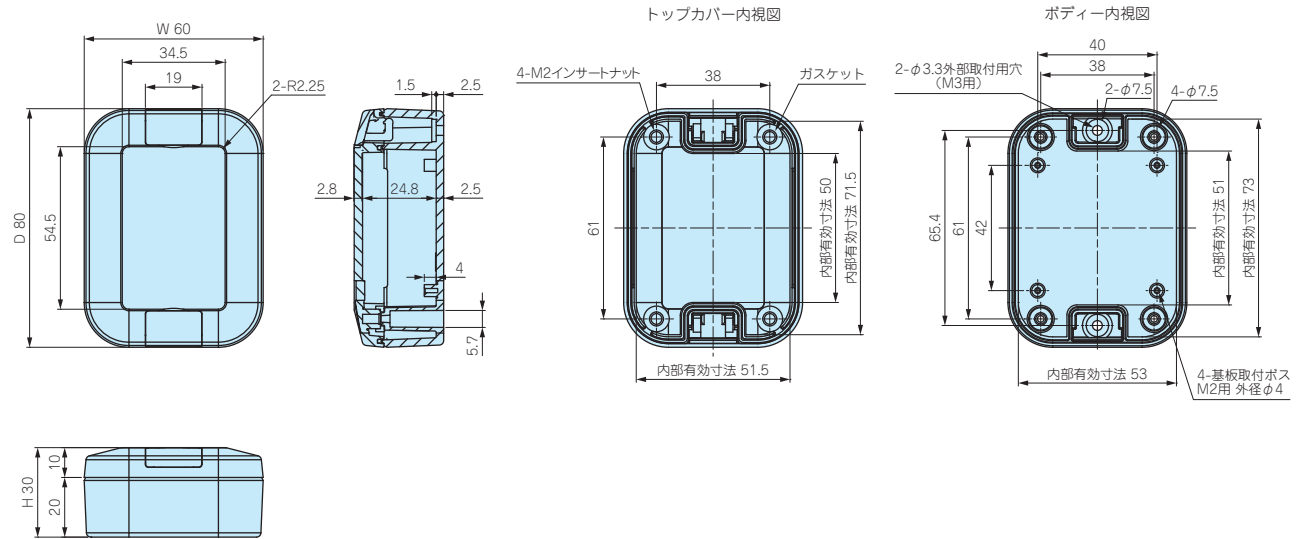 W 60
34.5
19
2-R2.25
D 80
54.5
1.5
2.5
2.8
24.8
2.5
4
5.7
トップカバー内視図
4-M2インサートナット
38
ガスケット
61
内部有効寸法 50
内部有効寸法 71.5
内部有効寸法 51.5
ボディー内視図
40
38
2-φ3.3外部取付用穴
(M3用)
2-φ7.5
4-φ7.5
65.4
61
42
内部有効寸法 51
内部有効寸法 73
内部有効寸法 53
4-基板取付ボス
M2用 外径φ4
H 30
10
20